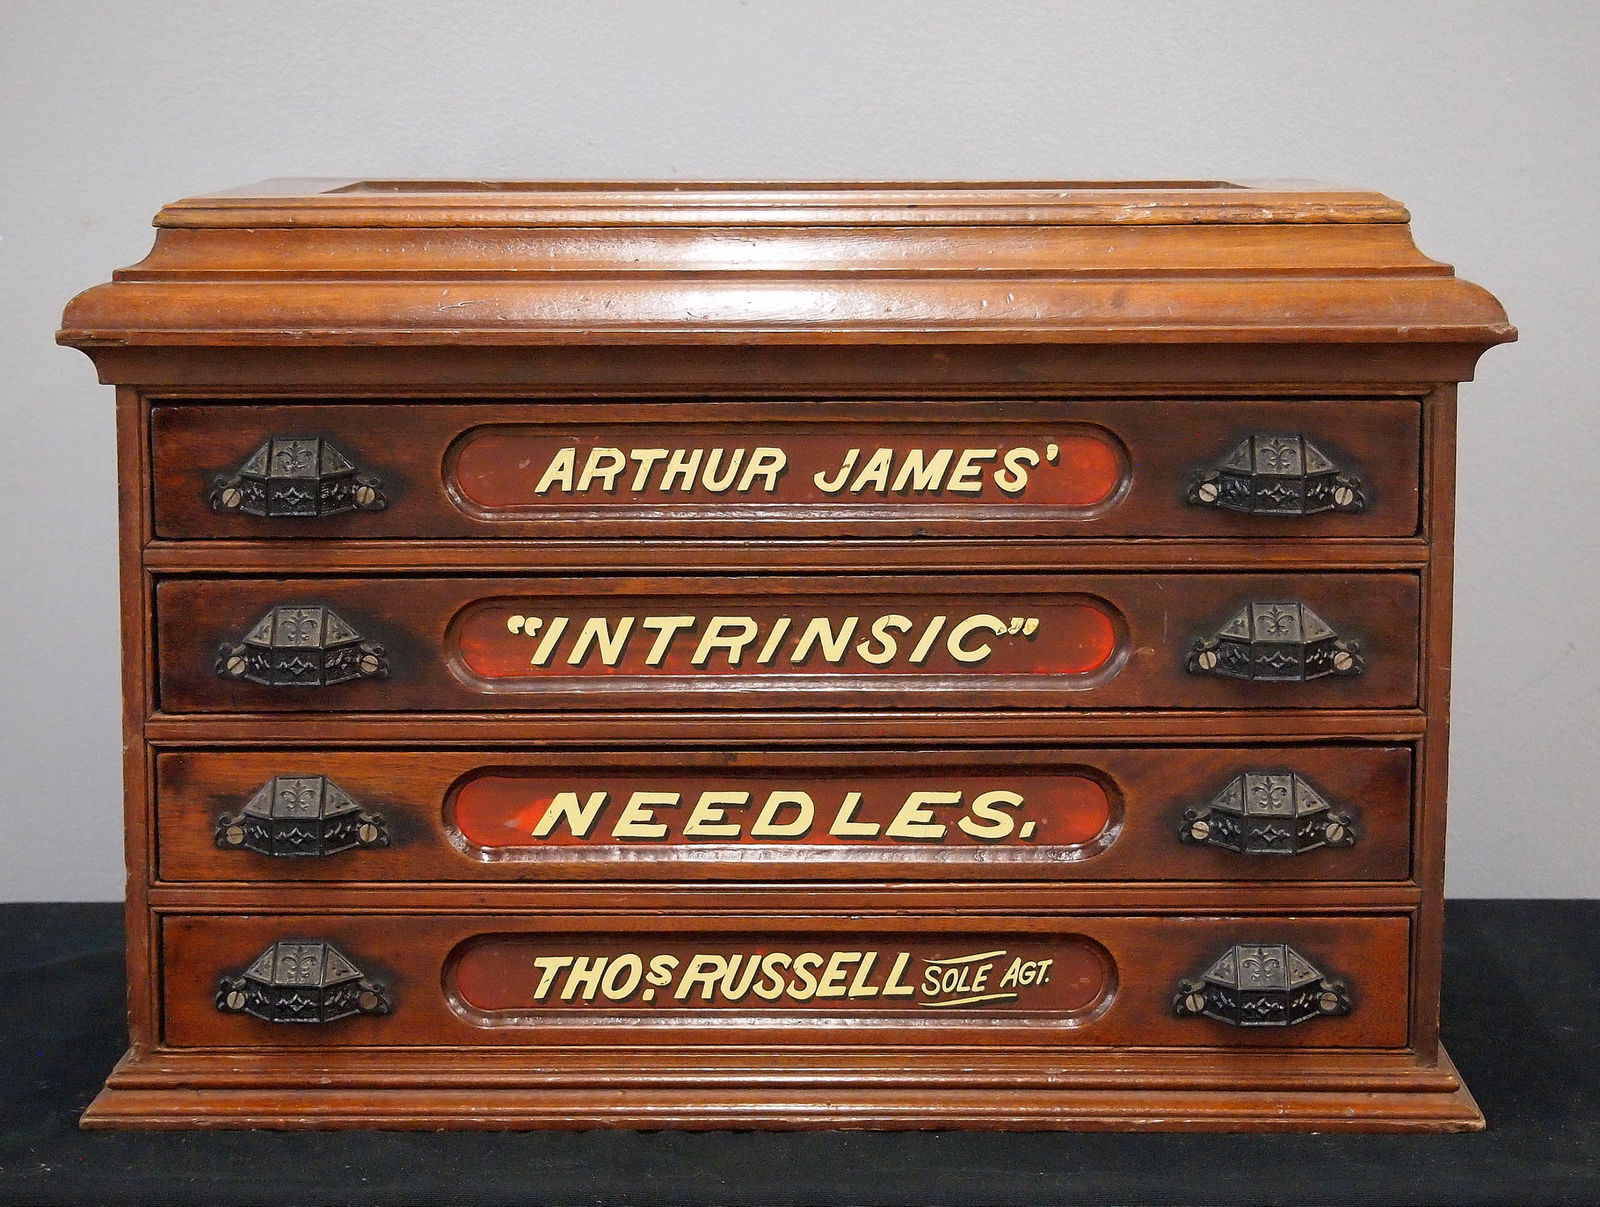 ARTHUR JAMES'
"INTRINSIC"
NEEDLES.
THOS. RUSSELL SOLE AGT.